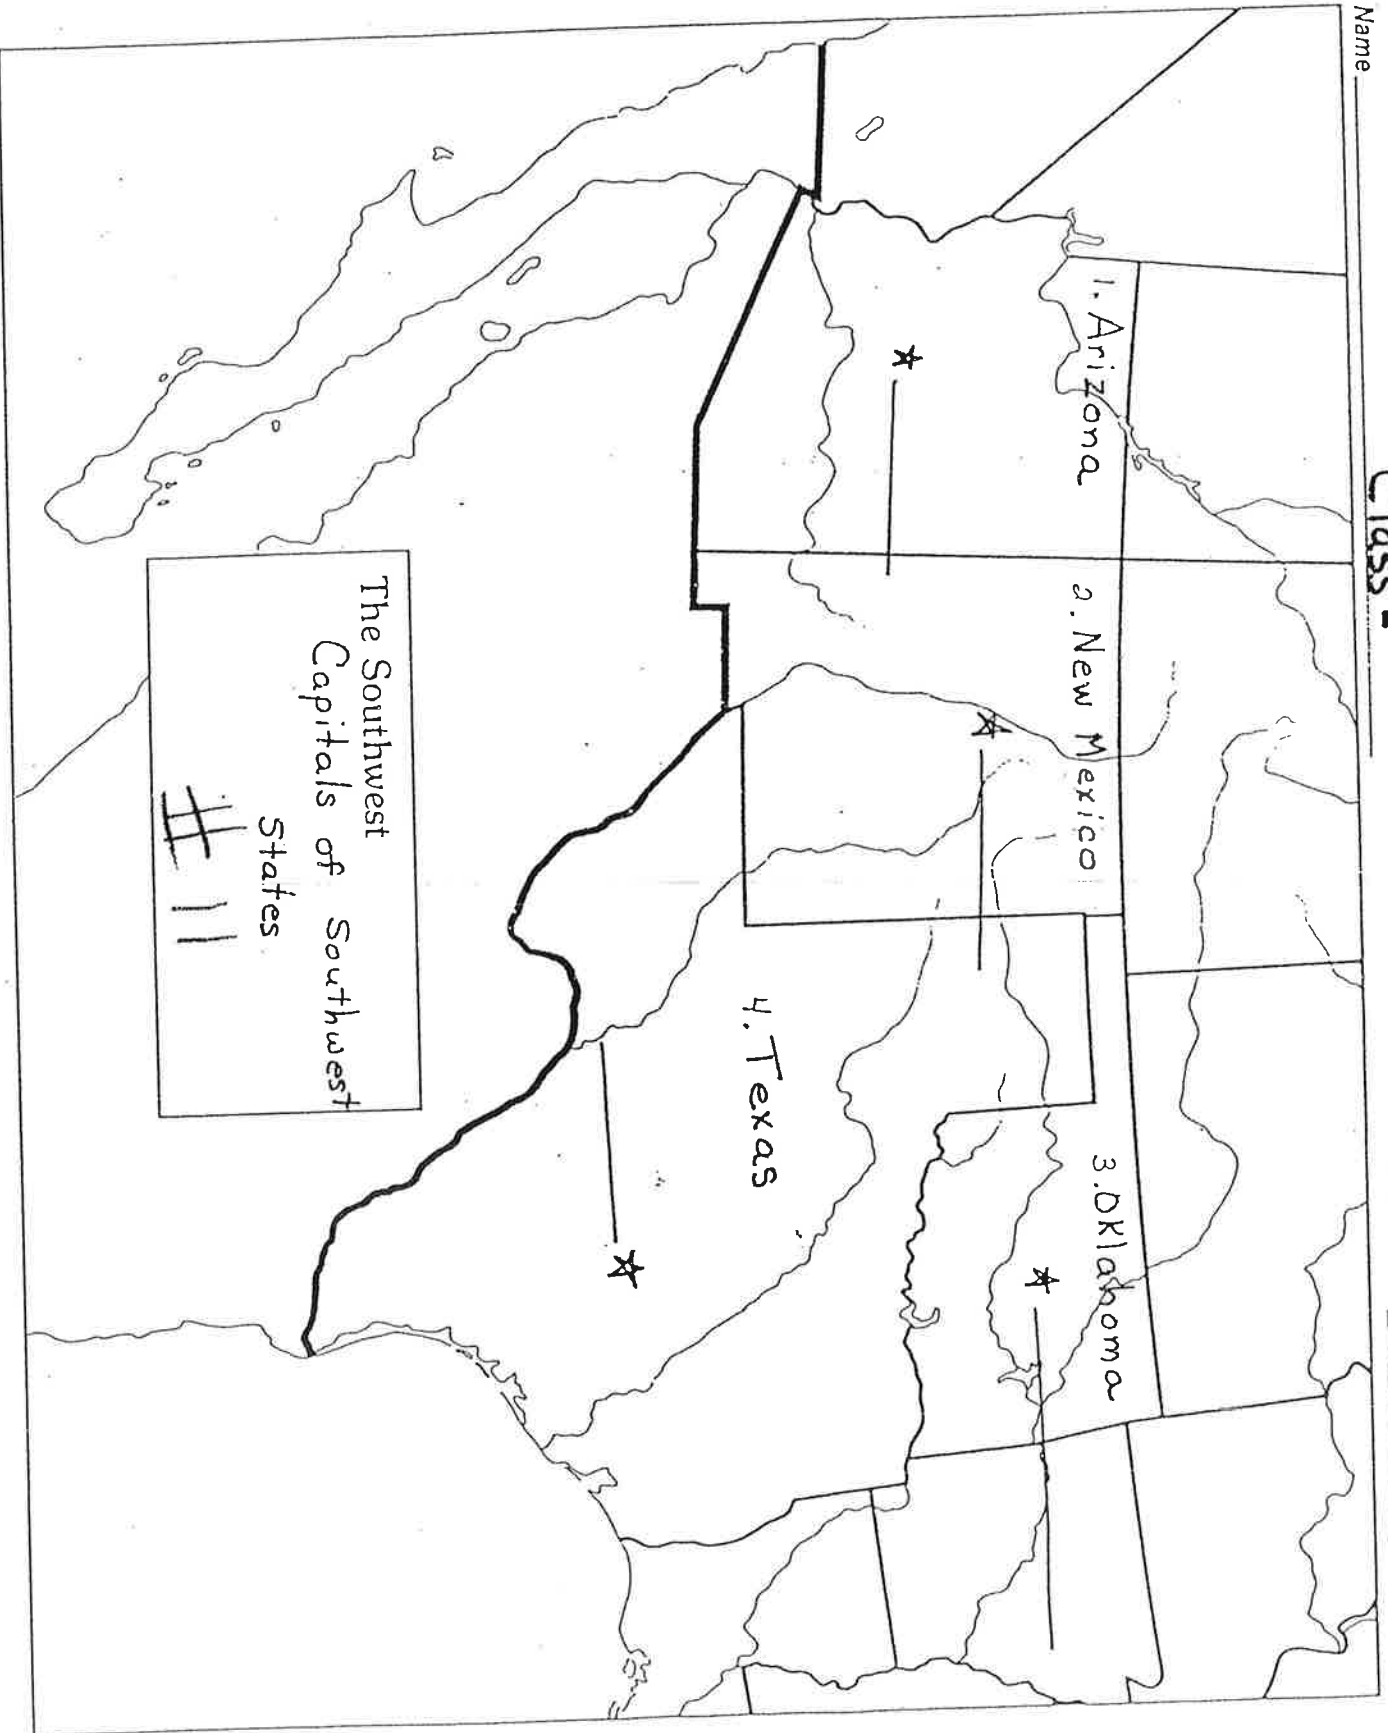 Name
Class -
1. Arizona
2. New Mexico
3. Oklahoma
4. Texas
The Southwest
Capitals of Southwest
States
# 11